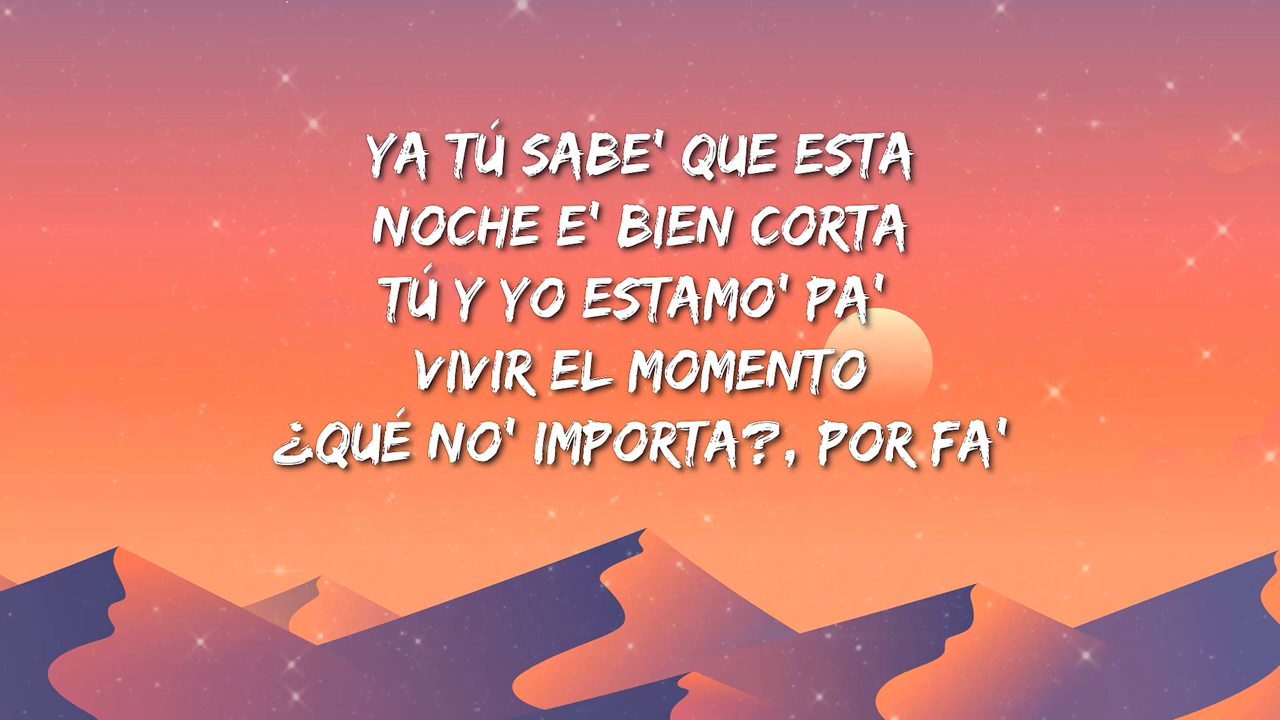 YA TÚ SABE' QUE ESTA
NOCHE E' BIEN CORTA
TÚ Y YO ESTAMO' PA'
VIVIR EL MOMENTO
¿QUÉ NO' IMPORTA?, POR FA'